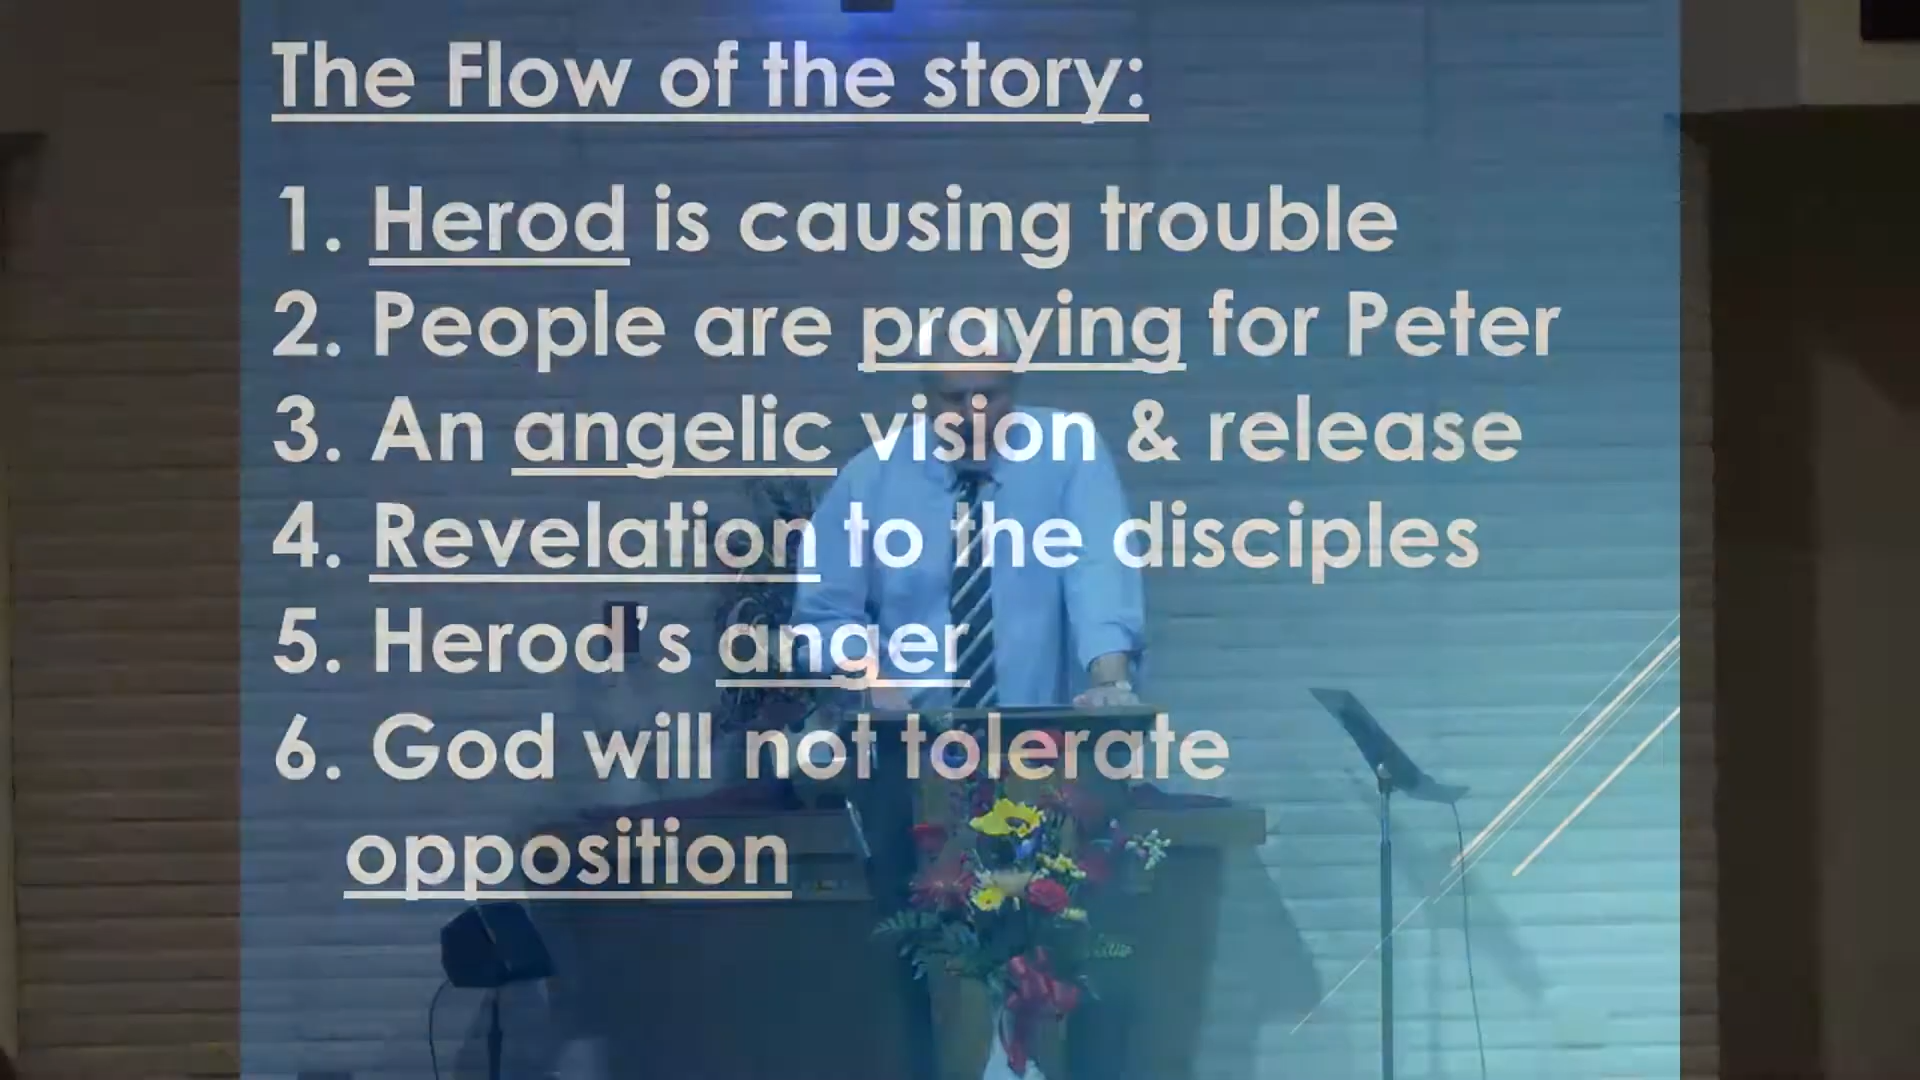 The Flow of the story:
1. Herod is causing trouble
2. People are praying for Peter
3. An angelic vision & release
4. Revelation to the disciples
5. Herod’s anger
6. God will not tolerate
opposition